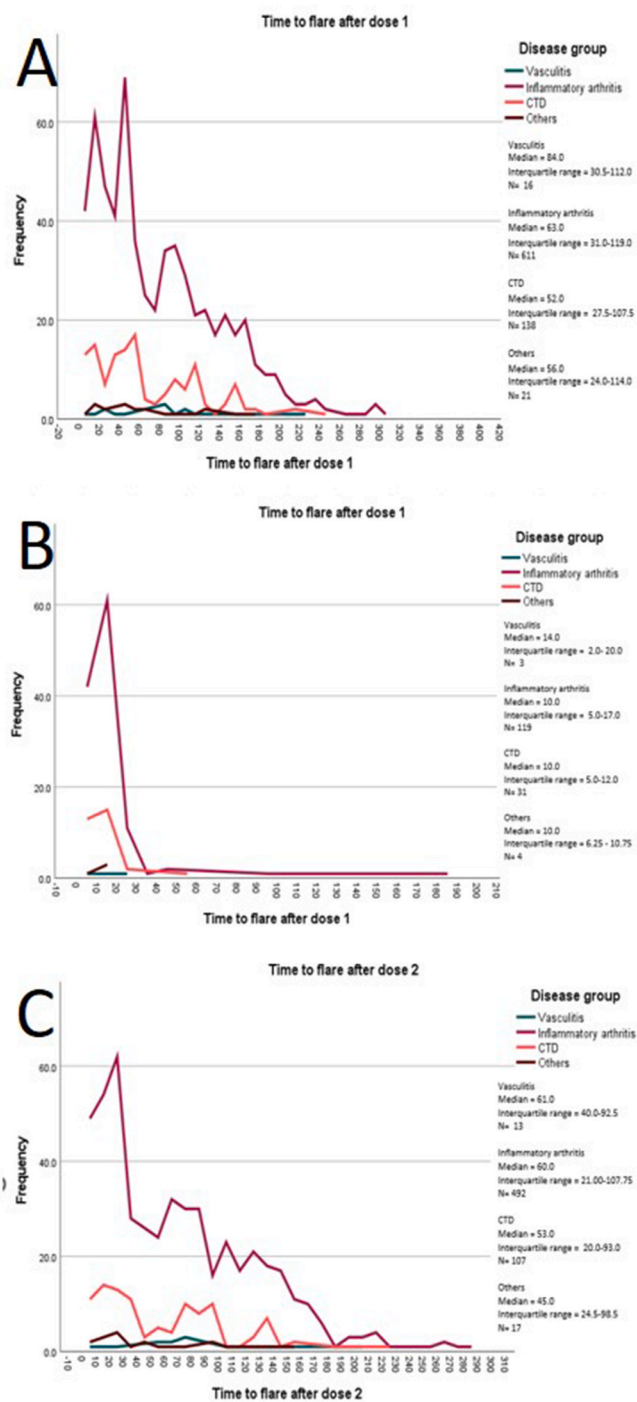 A
Time to flare after dose 1
Disease group
Vasculitis
Inflammatory arthritis
CTD
Others
Vasculitis
Median = 84.0
Interquartile range = 30.5-112.0
N= 16
Inflammatory arthritis
Median = 63.0
Interquartile range = 31.0-119.0
N= 611
CTD
Median = 52.0
Interquartile range = 27.5-107.5
N= 138
Others
Median = 56.0
Interquartile range = 24.0-114.0
N= 21
Frequency
60.0
40.0
20.0
.0
-20 0 20 40 60 80 100 120 140 160 180 200 220 240 260 280 300 320 340 360 380 400 420
Time to flare after dose 1
B
Time to flare after dose 1
Disease group
Vasculitis
Inflammatory arthritis
CTD
Others
Vasculitis
Median = 14.0
Interquartile range = 2.0- 20.0
N= 3
Inflammatory arthritis
Median = 10.0
Interquartile range = 5.0-17.0
N= 119
CTD
Median = 10.0
Interquartile range = 5.0-12.0
N= 31
Others
Median = 10.0
Interquartile range = 6.25 - 10.75
N= 4
Frequency
60.0
40.0
20.0
.0
-10 0 10 20 30 40 50 60 70 80 90 100 110 120 130 140 150 160 170 180 190 200 210
Time to flare after dose 1
C
Time to flare after dose 2
Disease group
Vasculitis
Inflammatory arthritis
CTD
Others
Vasculitis
Median = 61.0
Interquartile range = 40.0-92.5
N= 13
Inflammatory arthritis
Median = 60.0
Interquartile range = 21.00-107.75
N= 492
CTD
Median = 53.0
Interquartile range = 20.0-93.0
N= 107
Others
Median = 45.0
Interquartile range = 24.5-98.5
N= 17
Frequency
60.0
40.0
20.0
.0
-10 0 10 20 30 40 50 60 70 80 90 100 110 120 130 140 150 160 170 180 190 200 210 220 230 240 250 260 270 280 290 300 310
Time to flare after dose 2